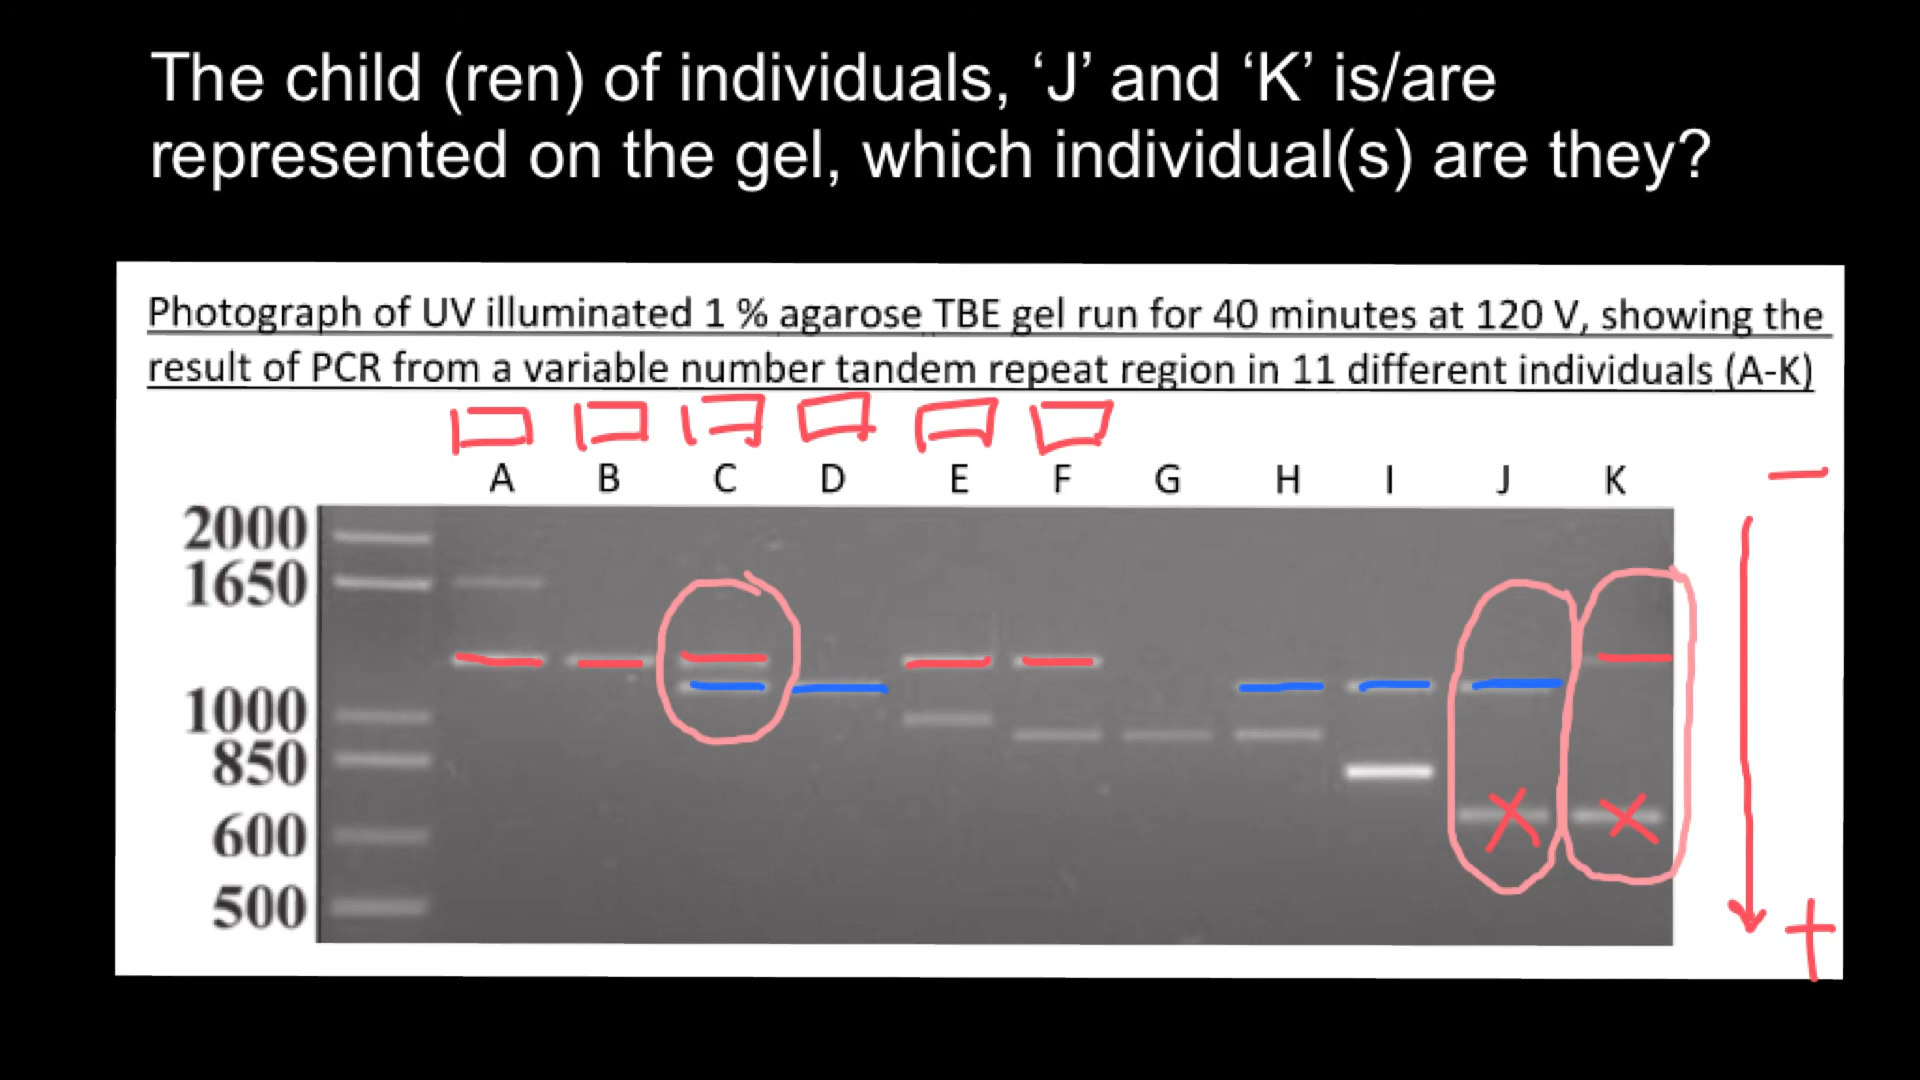 The child (ren) of individuals, ‘J’ and ‘K’ is/are
represented on the gel, which individual(s) are they?
Photograph of UV illuminated 1 % agarose TBE gel run for 40 minutes at 120 V, showing the
result of PCR from a variable number tandem repeat region in 11 different individuals (A-K)
A B C D E F G H I J K
−
2000
1650
1000
850
600
500
+